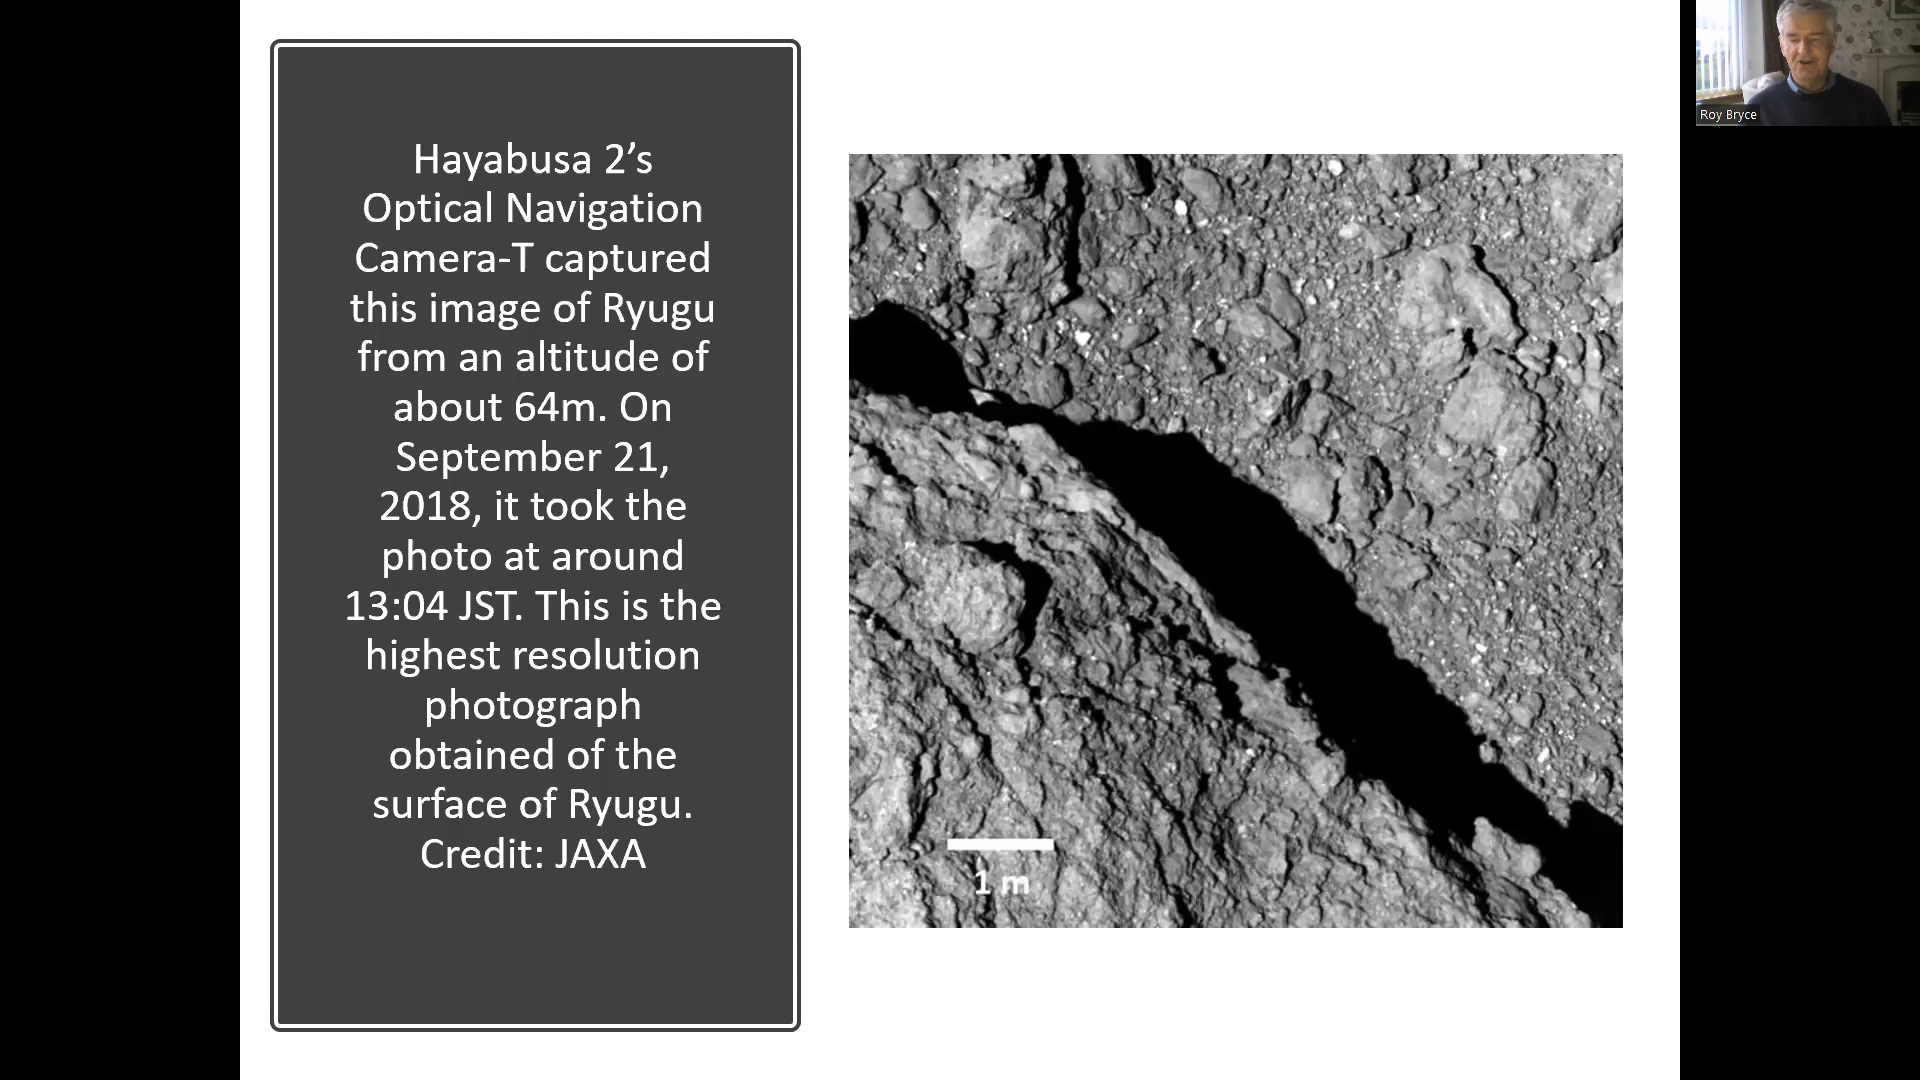 Hayabusa 2’s
Optical Navigation
Camera-T captured
this image of Ryugu
from an altitude of
about 64m. On
September 21,
2018, it took the
photo at around
13:04 JST. This is the
highest resolution
photograph
obtained of the
surface of Ryugu.
Credit: JAXA
1 m
Roy Bryce